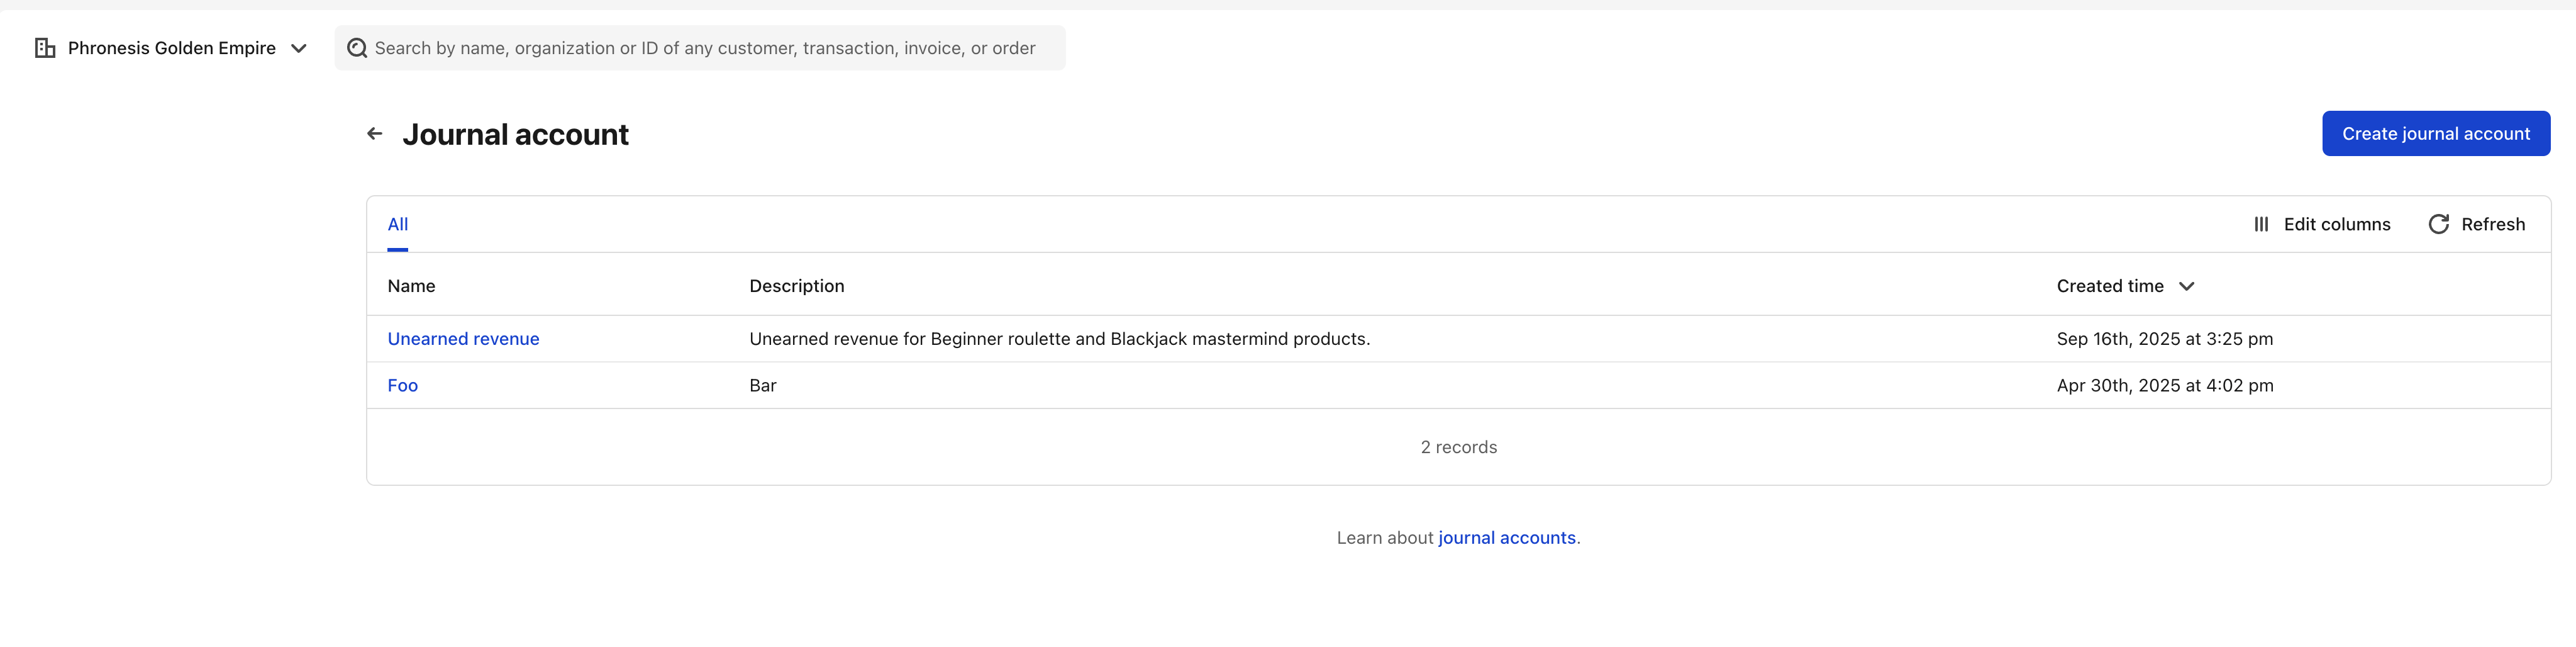 Phronesis Golden Empire
Search by name, organization or ID of any customer, transaction, invoice, or order
Journal account
Create journal account
All
Edit columns
Refresh
Name Description Created time
Unearned revenue Unearned revenue for Beginner roulette and Blackjack mastermind products. Sep 16th, 2025 at 3:25 pm
Foo Bar Apr 30th, 2025 at 4:02 pm
2 records
Learn about journal accounts.